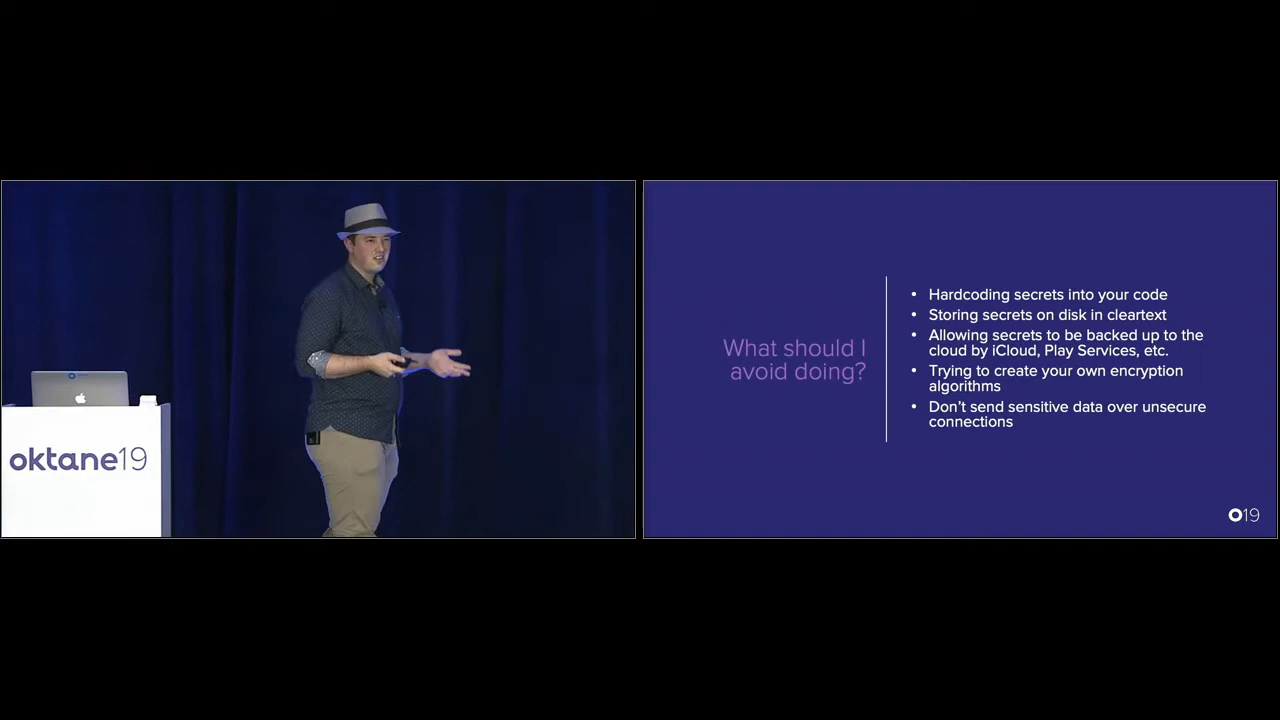 oktane19
What should I
avoid doing?
• Hardcoding secrets into your code
• Storing secrets on disk in cleartext
• Allowing secrets to be backed up to the
cloud by iCloud, Play Services, etc.
• Trying to create your own encryption
algorithms
• Don't send sensitive data over unsecure
connections
O19